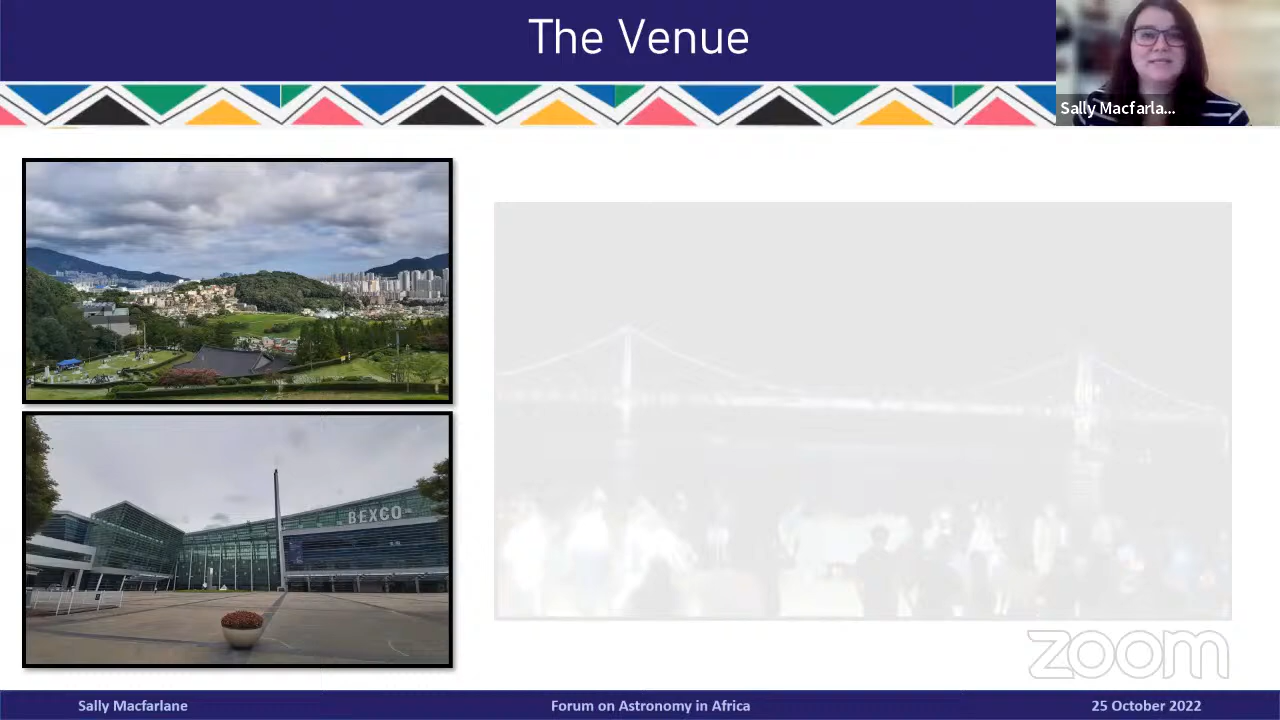 The Venue
Sally Macfarla...
BEXCO
zoom
Sally Macfarlane
Forum on Astronomy in Africa
25 October 2022